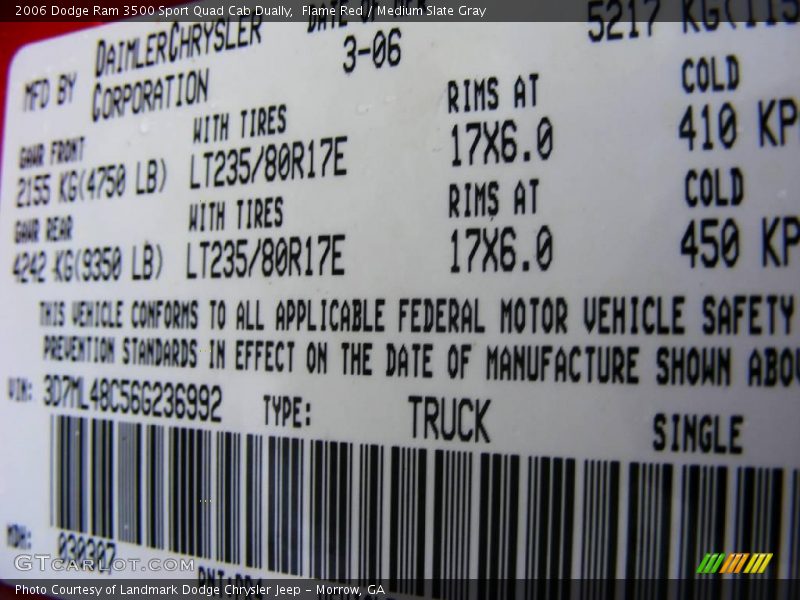 2006 Dodge Ram 3500 Sport Quad Cab Dually, Flame Red / Medium Slate Gray
MFD BY DAIMLERCHRYSLER CORPORATION
3-06
5217 KG
GAWR FRONT WITH TIRES RIMS AT COLD
2155 KG(4750 LB) LT235/80R17E 17X6.0 410 KP
GAWR REAR WITH TIRES RIMS AT COLD
4242 KG(9350 LB) LT235/80R17E 17X6.0 450 KP
THIS VEHICLE CONFORMS TO ALL APPLICABLE FEDERAL MOTOR VEHICLE SAFETY
PREVENTION STANDARDS IN EFFECT ON THE DATE OF MANUFACTURE SHOWN ABO
VIN: 3D7ML48C56G236992 TYPE: TRUCK SINGLE
MDH: 030307
GTCarLot.com
Photo Courtesy of Landmark Dodge Chrysler Jeep - Morrow, GA